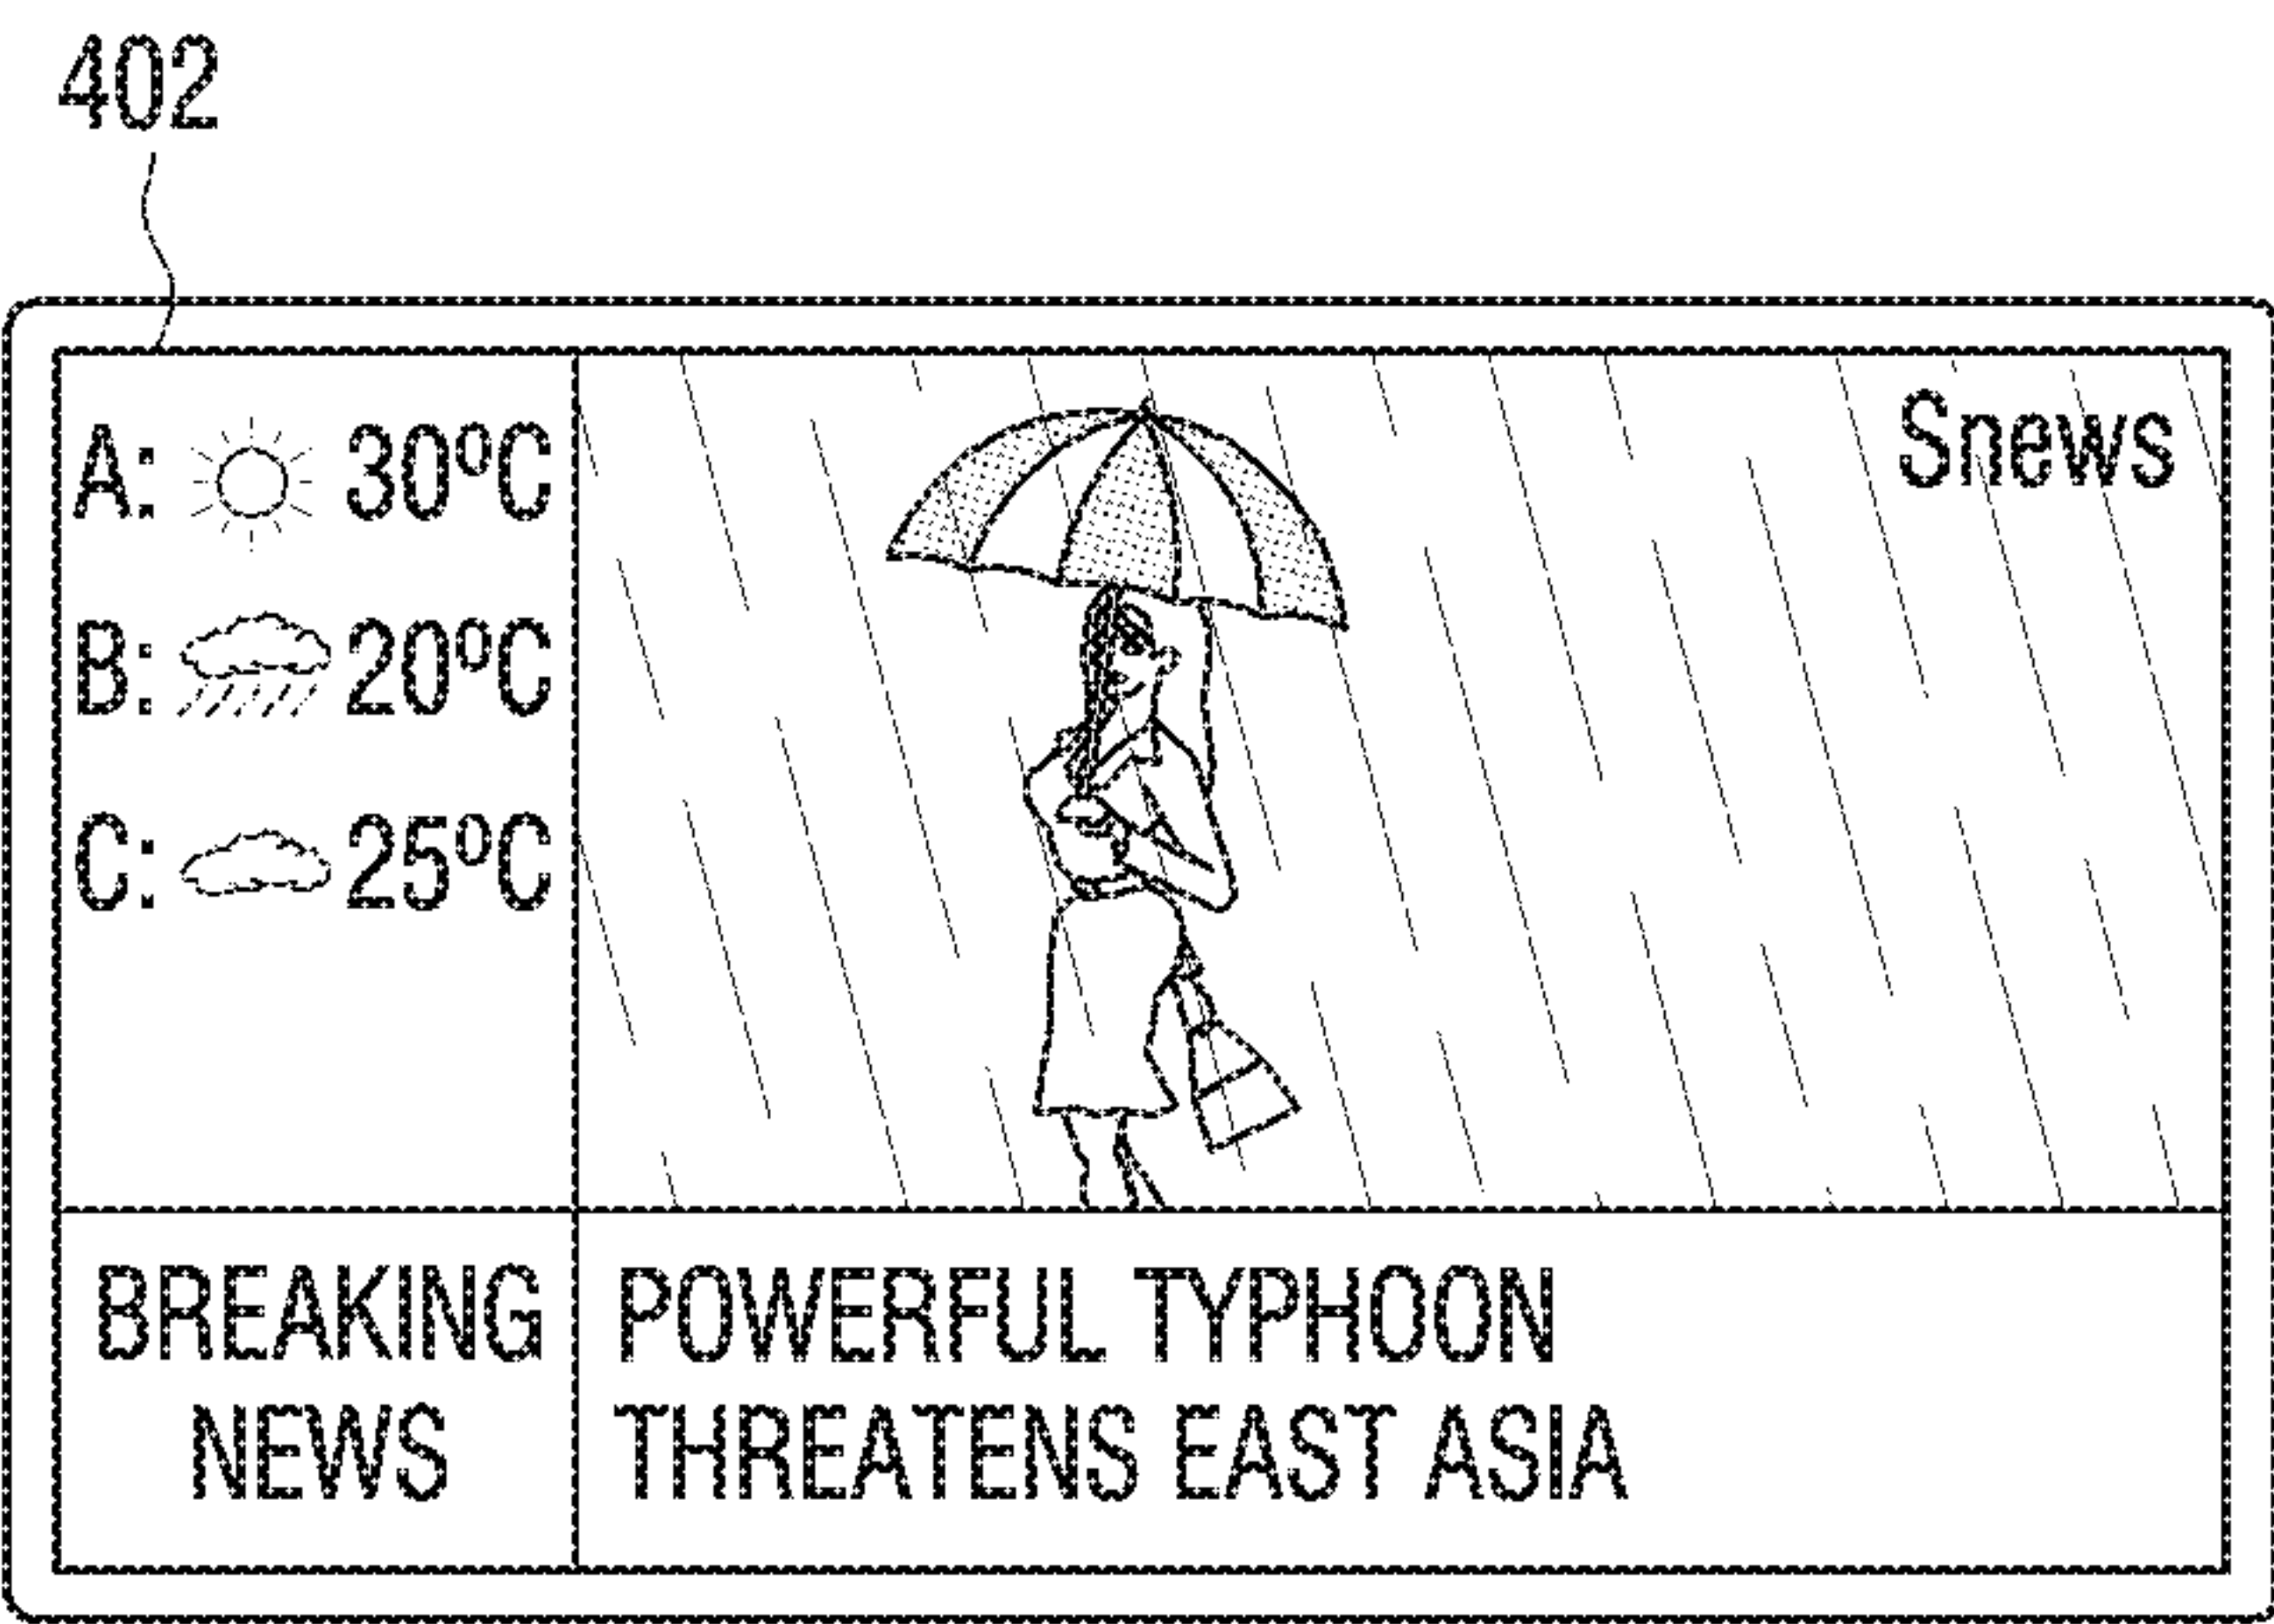 402
A: 30°C
B: 20°C
C: 25°C
Snews
BREAKING
NEWS
POWERFUL TYPHOON
THREATENS EAST ASIA